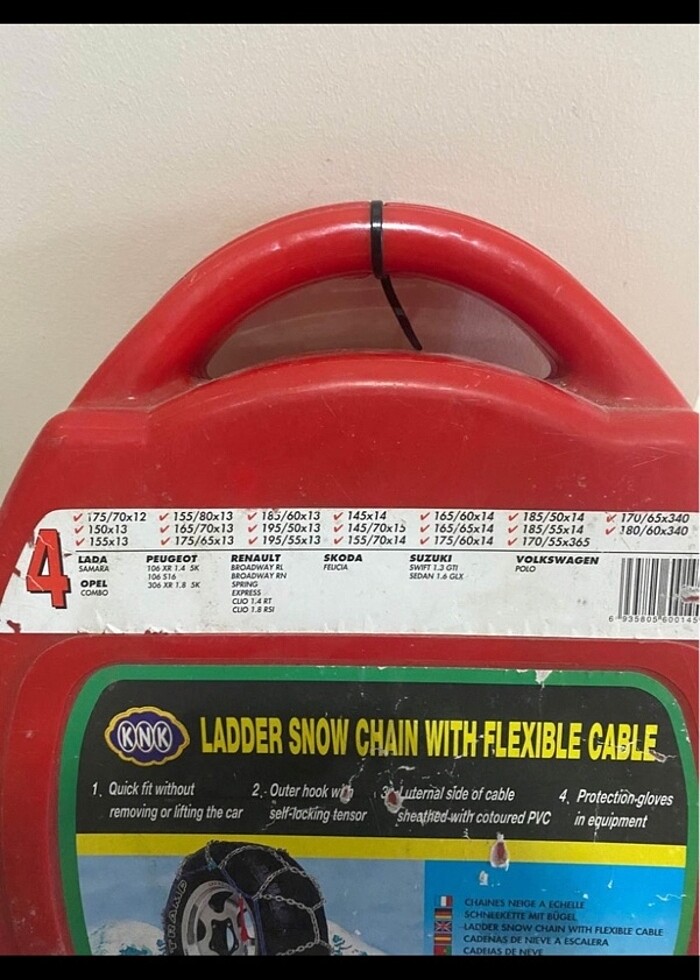 4
175/70x12 155/80x13 185/60x13 145x14 165/60x14 185/50x14 170/65x340
150x13 165/70x13 195/50x13 145/70x15 165/65x14 185/55x14 180/60x340
155x13 175/65x13 195/55x13 155/70x14 175/60x14 170/55x365
LADA
SAMARA
OPEL
COMBO
PEUGEOT
106 XR 1.4 5K
106 S16
306 XR 1.8 5K
RENAULT
BROADWAY RL
BROADWAY RN
SPRING
EXPRESS
CLIO 1.4 RT
CLIO 1.8 RSI
SKODA
FELICIA
SUZUKI
SWIFT 1.3 GTI
SEDAN 1.6 GLX
VOLKSWAGEN
POLO
6 935805 600145
KNK
LADDER SNOW CHAIN WITH FLEXIBLE CABLE
1. Quick fit without
removing or lifting the car
2.- Outer hook with
self-locking tensor
3. Luternal side of cable
sheathed with cotoured PVC
4. Protection-gloves
in equipment
CHAINES NEIGE A ECHELLE
SCHNEEKETTE MIT BÜGEL
LADDER SNOW CHAIN WITH FLEXIBLE CABLE
CADENAS DE NIEVE A ESCALERA
CADEIAS DE NEVE